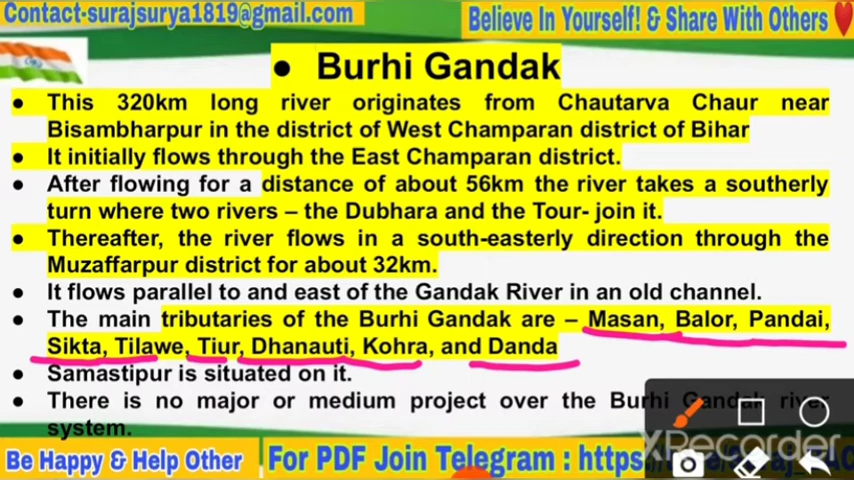 Contact-surajsurya1819@gmail.com
Believe In Yourself! & Share With Others
● Burhi Gandak
● This 320km long river originates from Chautarva Chaur near
Bisambharpur in the district of West Champaran district of Bihar
● It initially flows through the East Champaran district.
● After flowing for a distance of about 56km the river takes a southerly
turn where two rivers – the Dubhara and the Tour- join it.
● Thereafter, the river flows in a south-easterly direction through the
Muzaffarpur district for about 32km.
● It flows parallel to and east of the Gandak River in an old channel.
● The main tributaries of the Burhi Gandak are – Masan, Balor, Pandai,
Sikta, Tilawe, Tiur, Dhanauti, Kohra, and Danda
● Samastipur is situated on it.
● There is no major or medium project over the Burhi Gandak river
system.
XRecorder
Be Happy & Help Other
For PDF Join Telegram : https